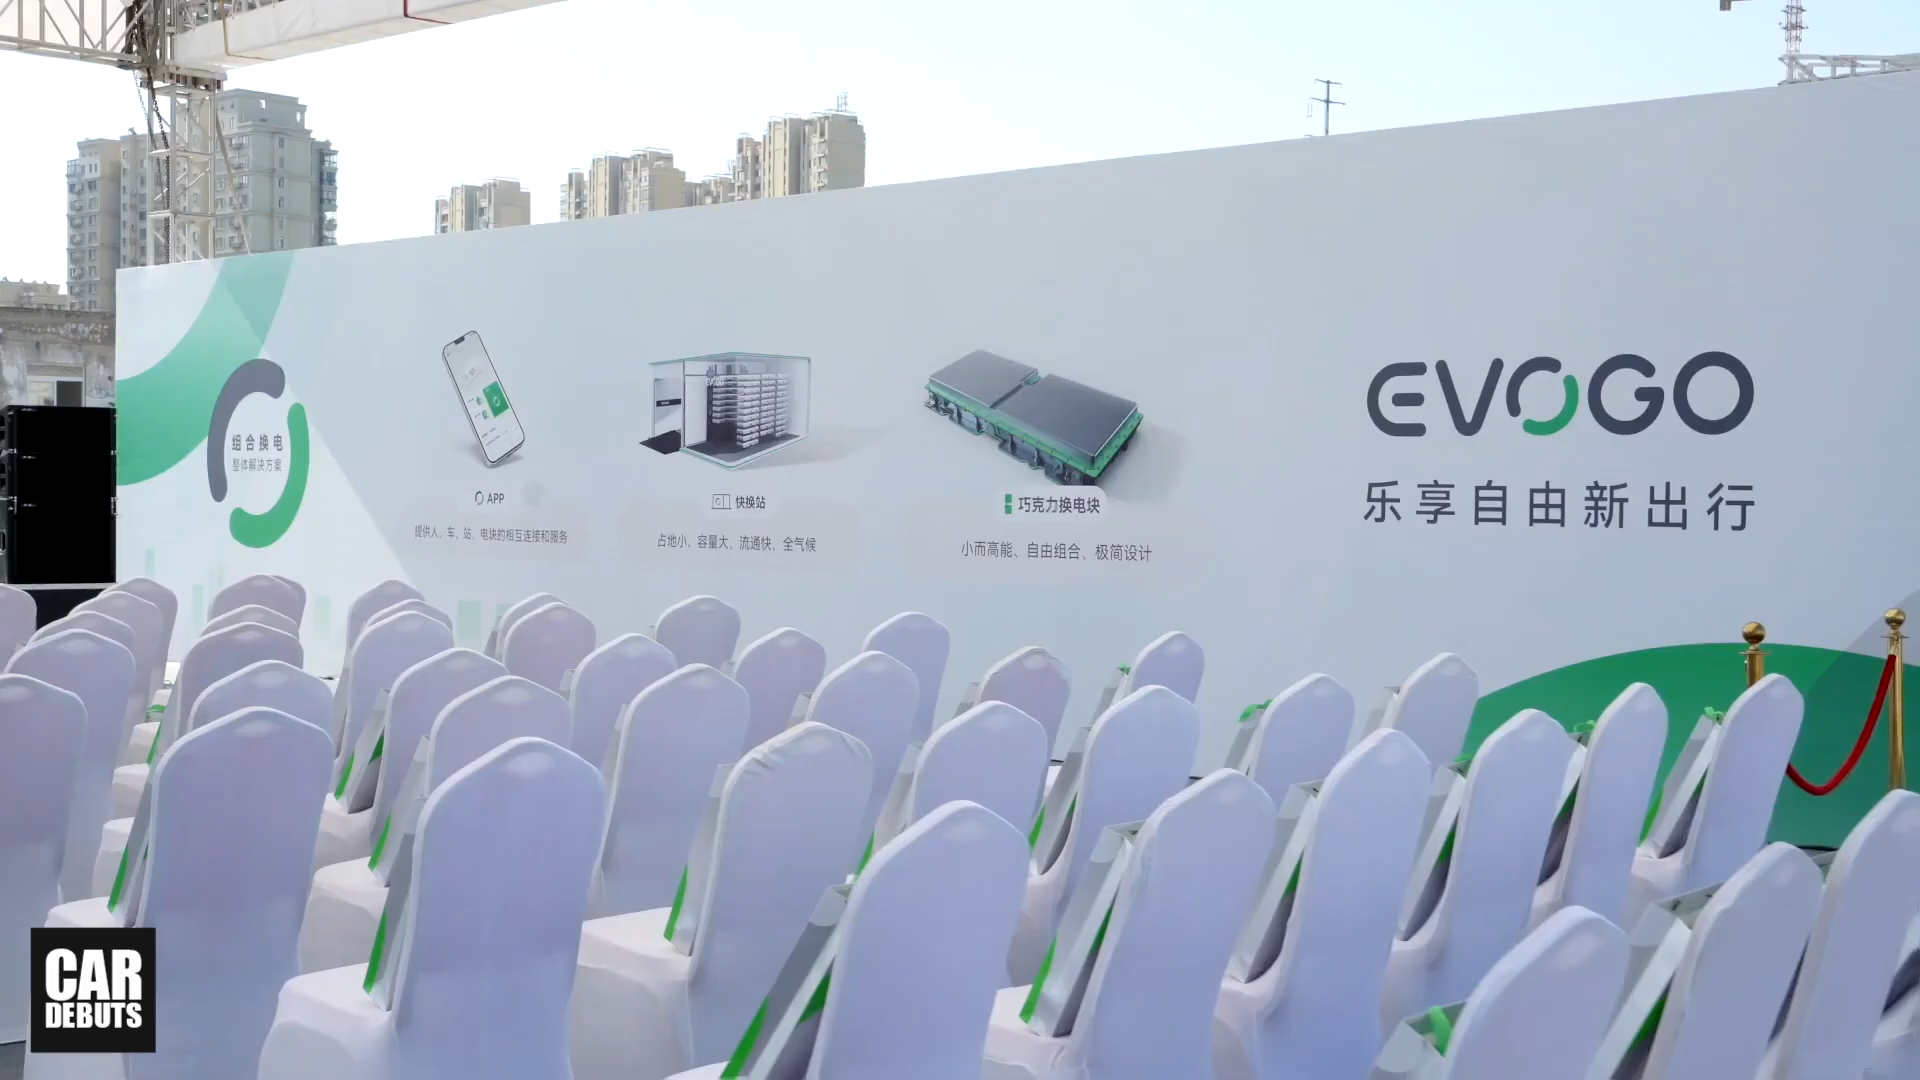 组合换电
整体解决方案
APP
提供人、车、站、电块的相互连接和服务
快换站
占地小、容量大、流通快、全气候
巧克力换电块
小而高能、自由组合、极简设计
EVOGO
乐享自由新出行
CAR
DEBUTS